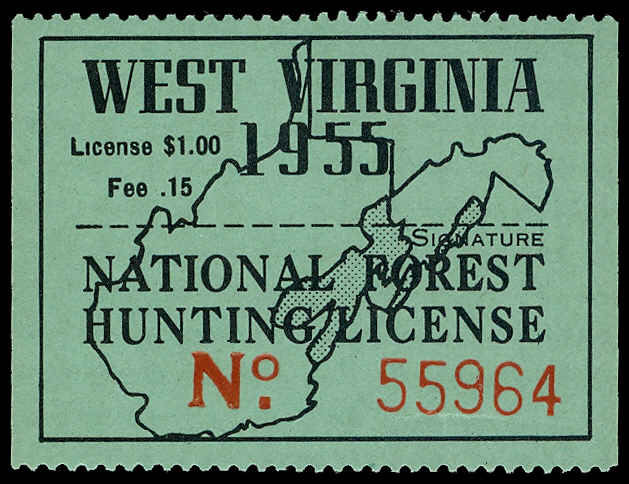 WEST VIRGINIA
1955
License $1.00
Fee .15
SIGNATURE
NATIONAL FOREST
HUNTING LICENSE
No. 55964